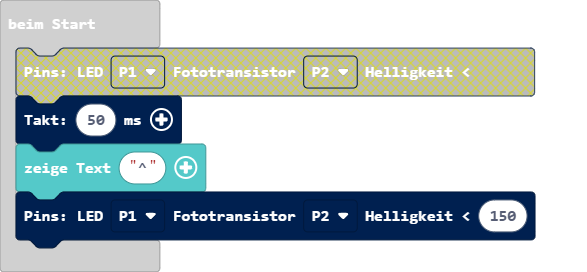 beim Start
Pins: LED P1 Fototransistor P2 Helligkeit <
Takt: 50 ms
zeige Text "^"
Pins: LED P1 Fototransistor P2 Helligkeit < 150